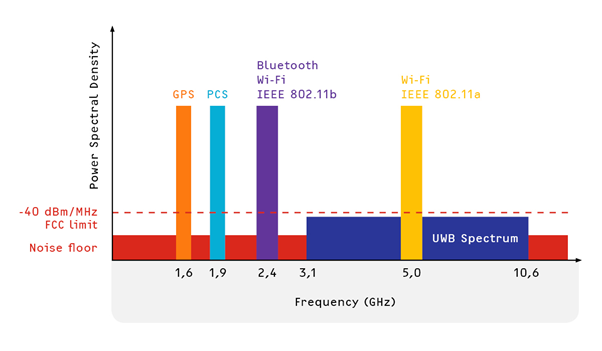 Power Spectral Density
Bluetooth
Wi-Fi
IEEE 802.11b
Wi-Fi
IEEE 802.11a
GPS
PCS
-40 dBm/MHz
FCC limit
Noise floor
UWB Spectrum
1,6
1,9
2,4
3,1
5,0
10,6
Frequency (GHz)